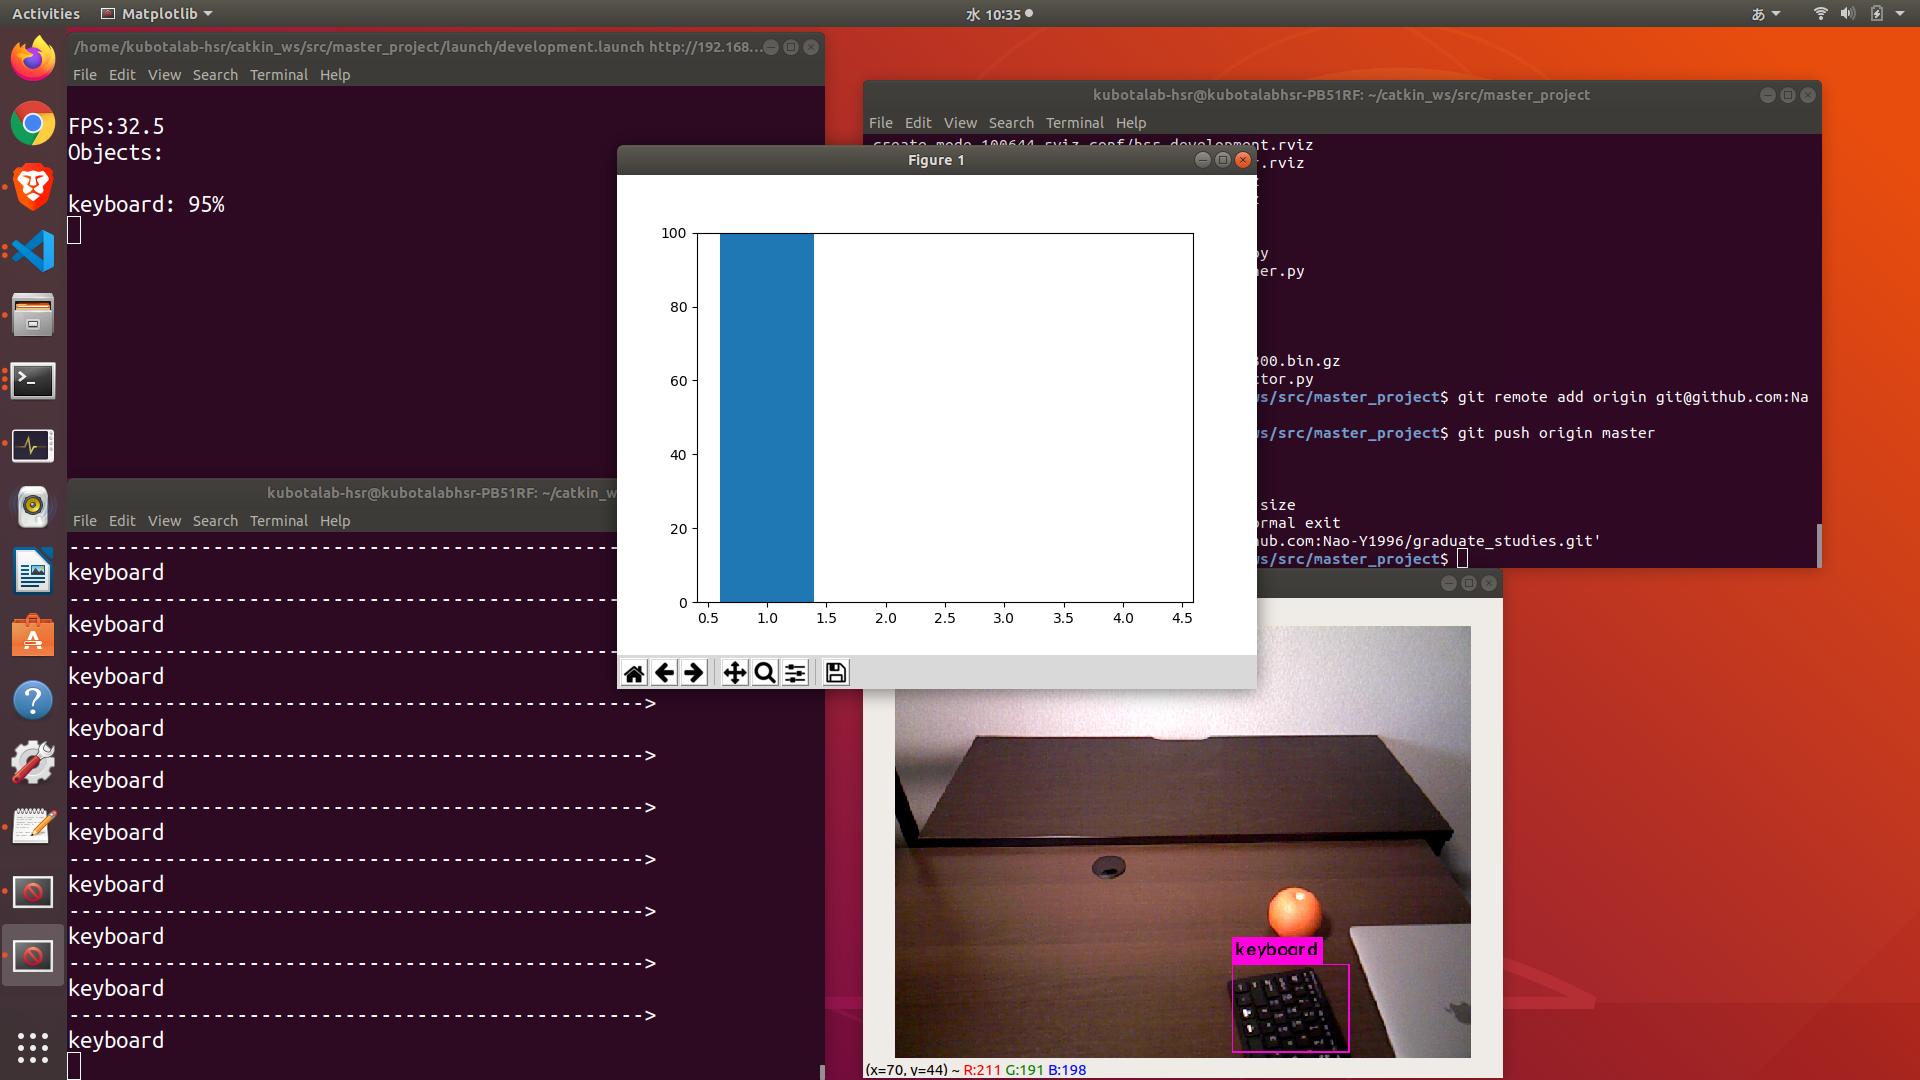 Activities
Matplotlib
水 10:35
あ
/home/kubotalab-hsr/catkin_ws/src/master_project/launch/development.launch http://192.168...
File Edit View Search Terminal Help
FPS:32.5
Objects:
keyboard: 95%
kubotalab-hsr@kubotalabhsr-PB51RF: ~/catkin_ws/src/master_project
File Edit View Search Terminal Help
create mode 100644 rviz_conf/hsr_development.rviz
.rviz
py
er.py
300.bin.gz
tor.py
s/src/master_project$ git remote add origin git@github.com:Na
s/src/master_project$ git push origin master
size
ormal exit
hub.com:Nao-Y1996/graduate_studies.git'
s/src/master_project$
Figure 1
100
80
60
40
20
0
0.5 1.0 1.5 2.0 2.5 3.0 3.5 4.0 4.5
kubotalab-hsr@kubotalabhsr-PB51RF: ~/catkin_w
File Edit View Search Terminal Help
----------------------------------------------
keyboard
----------------------------------------------
keyboard
----------------------------------------------
keyboard
------------------------------------------------>
keyboard
------------------------------------------------>
keyboard
------------------------------------------------>
keyboard
------------------------------------------------>
keyboard
------------------------------------------------>
keyboard
------------------------------------------------>
keyboard
------------------------------------------------>
keyboard
keyboard
(x=70, y=44) ~ R:211 G:191 B:198